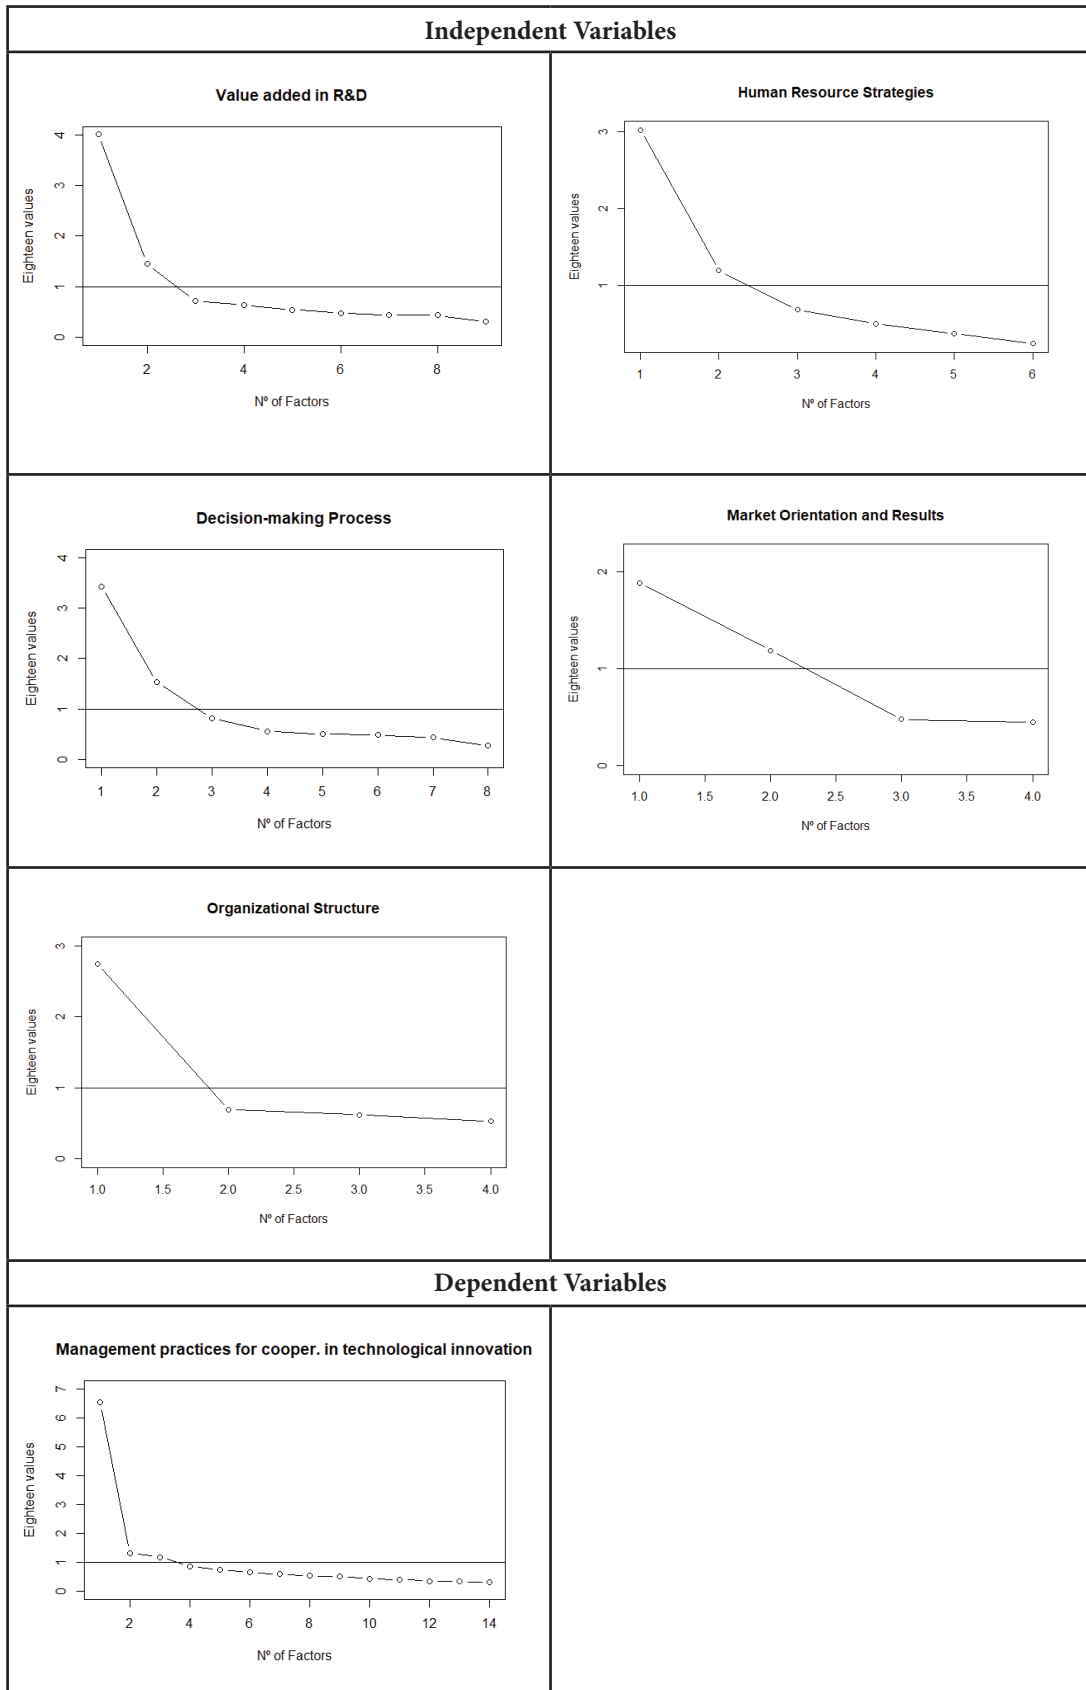 Independent Variables
Value added in R&D
Eighteen values
4
3
2
1
0
2 4 6 8
Nº of Factors
Human Resource Strategies
Eighteen values
3
2
1
1 2 3 4 5 6
Nº of Factors
Decision-making Process
Eighteen values
4
3
2
1
0
1 2 3 4 5 6 7 8
Nº of Factors
Market Orientation and Results
Eighteen values
2
1
0
1.0 1.5 2.0 2.5 3.0 3.5 4.0
Nº of Factors
Organizational Structure
Eighteen values
3
2
1
0
1.0 1.5 2.0 2.5 3.0 3.5 4.0
Nº of Factors
Dependent Variables
Management practices for cooper. in technological innovation
Eighteen values
7
6
5
4
3
2
1
0
2 4 6 8 10 12 14
Nº of Factors